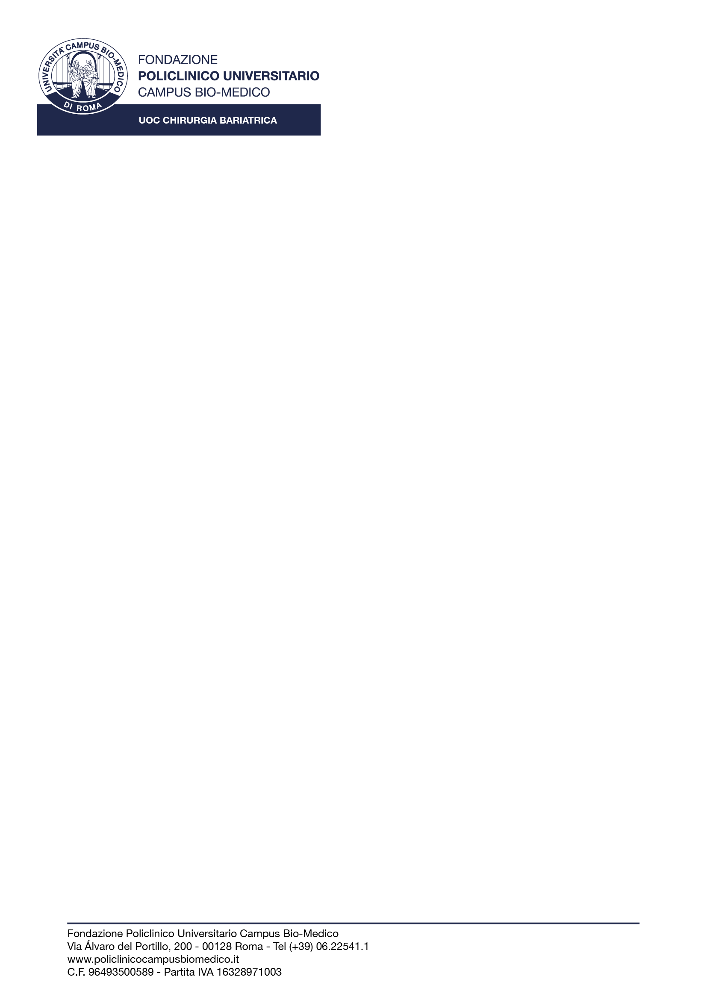 UNIVERSITÀ CAMPUS BIO-MEDICO
DI ROMA
FONDAZIONE
POLICLINICO UNIVERSITARIO
CAMPUS BIO-MEDICO
UOC CHIRURGIA BARIATRICA
Fondazione Policlinico Universitario Campus Bio-Medico
Via Álvaro del Portillo, 200 - 00128 Roma - Tel (+39) 06.22541.1
www.policlinicocampusbiomedico.it
C.F. 96493500589 - Partita IVA 16328971003